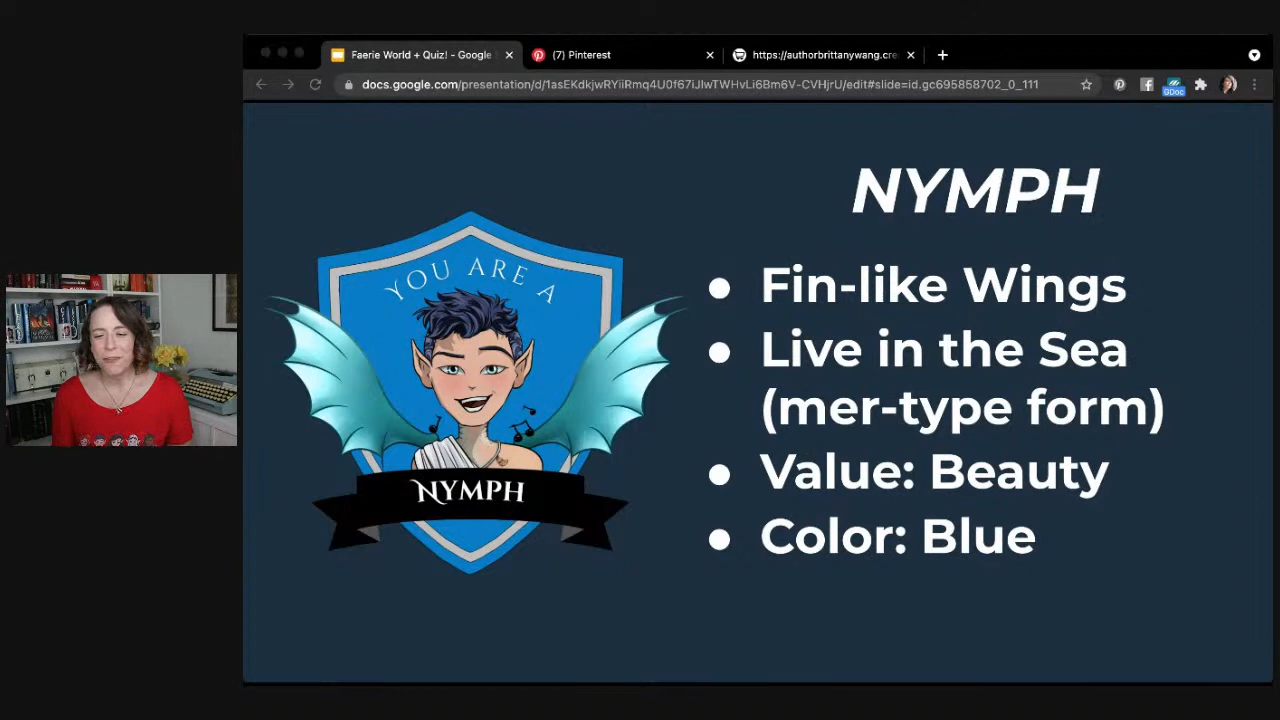 Faerie World + Quiz! - Google
(7) Pinterest
https://authorbrittanywang.cre
docs.google.com/presentation/d/1asEKdkjwRYiiRmq4U0f67iJlwTWHvLi6Bm6V-CVHjrU/edit#slide=id.gc695858702_0_111
GDoc
NYMPH
YOU ARE A
NYMPH
● Fin-like Wings
● Live in the Sea
(mer-type form)
● Value: Beauty
● Color: Blue